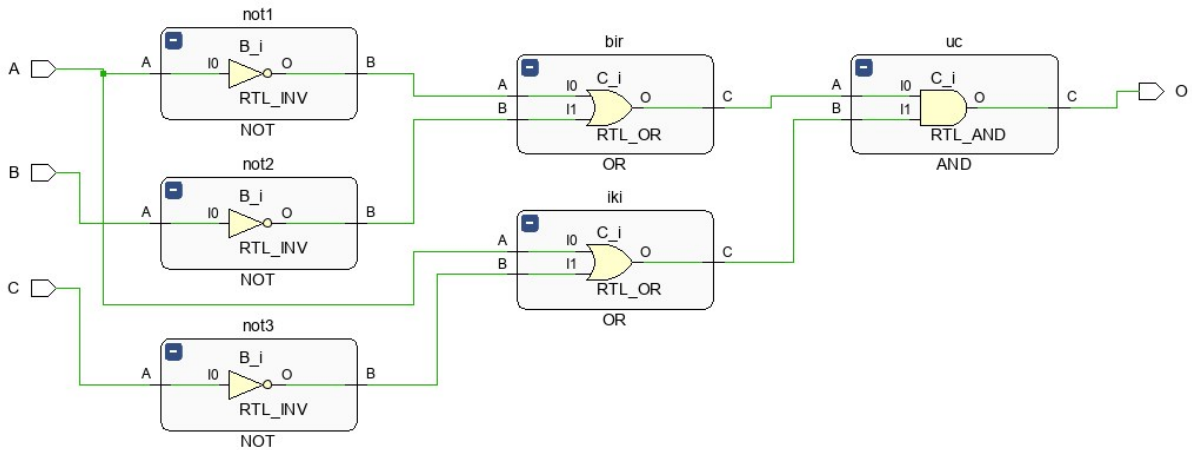 not1
A
A
I0
B_i
O
B
RTL_INV
NOT
bir
A
B
I0
I1
C_i
O
C
RTL_OR
OR
uc
A
B
I0
I1
C_i
O
C
O
RTL_AND
AND
not2
B
A
I0
B_i
O
B
RTL_INV
NOT
iki
A
B
I0
I1
C_i
O
C
RTL_OR
OR
C
not3
A
I0
B_i
O
B
RTL_INV
NOT